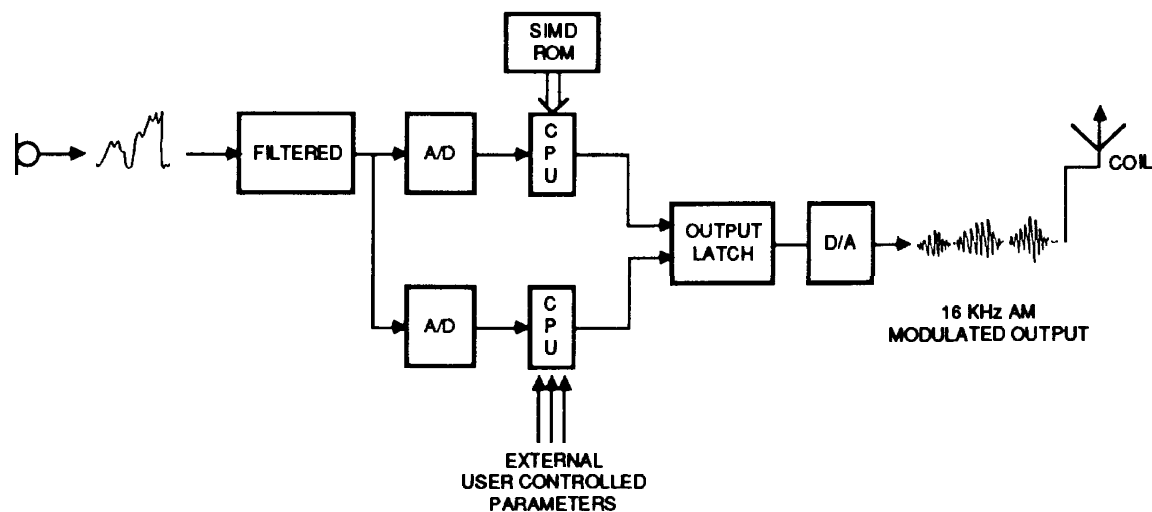 SIMD
ROM
FILTERED
A/D
C
P
U
COIL
OUTPUT
LATCH
D/A
A/D
C
P
U
16 KHz AM
MODULATED OUTPUT
EXTERNAL
USER CONTROLLED
PARAMETERS